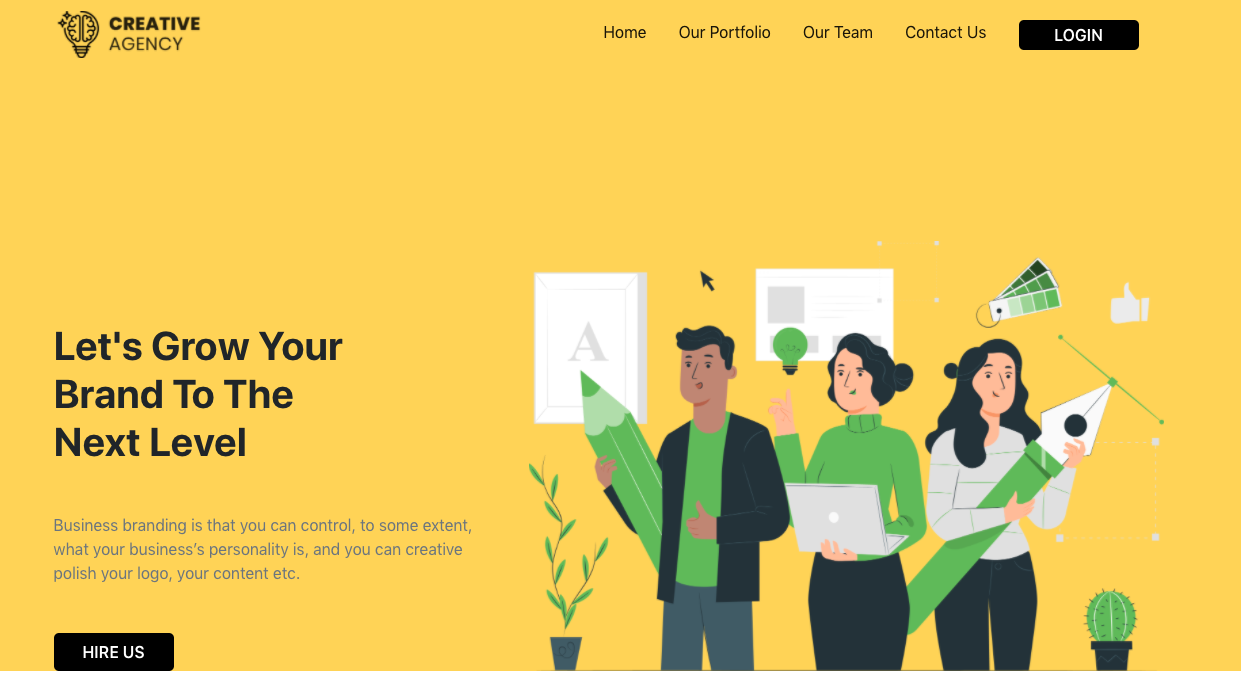 CREATIVE
AGENCY
Home Our Portfolio Our Team Contact Us LOGIN
Let's Grow Your
Brand To The
Next Level
A
Business branding is that you can control, to some extent,
what your business’s personality is, and you can creative
polish your logo, your content etc.
HIRE US